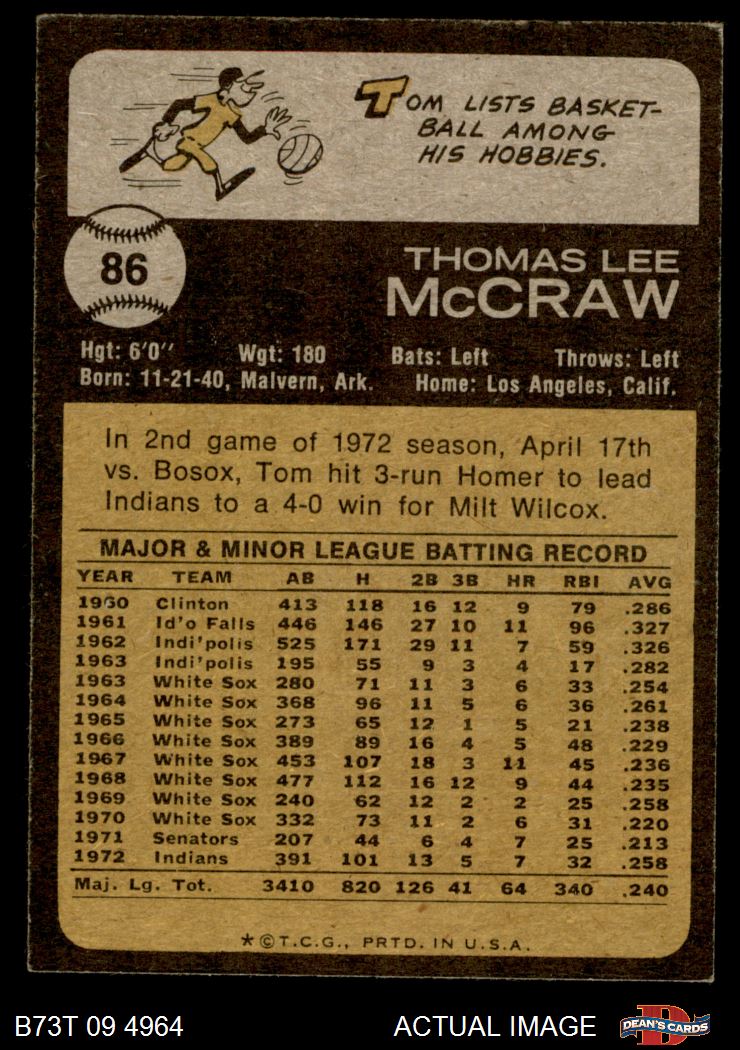 TOM LISTS BASKET-
BALL AMONG
HIS HOBBIES.
86
THOMAS LEE
McCRAW
Hgt: 6'0'' Wgt: 180 Bats: Left Throws: Left
Born: 11-21-40, Malvern, Ark. Home: Los Angeles, Calif.
In 2nd game of 1972 season, April 17th
vs. Bosox, Tom hit 3-run Homer to lead
Indians to a 4-0 win for Milt Wilcox.
MAJOR & MINOR LEAGUE BATTING RECORD
YEAR TEAM AB H 2B 3B HR RBI AVG
1960 Clinton 413 118 16 12 9 79 .286
1961 Id'o Falls 446 146 27 10 11 96 .327
1962 Indi'polis 525 171 29 11 7 59 .326
1963 Indi'polis 195 55 9 3 4 17 .282
1963 White Sox 280 71 11 3 6 33 .254
1964 White Sox 368 96 11 5 6 36 .261
1965 White Sox 273 65 12 1 5 21 .238
1966 White Sox 389 89 16 4 5 48 .229
1967 White Sox 453 107 18 3 11 45 .236
1968 White Sox 477 112 16 12 9 44 .235
1969 White Sox 240 62 12 2 2 25 .258
1970 White Sox 332 73 11 2 6 31 .220
1971 Senators 207 44 6 4 7 25 .213
1972 Indians 391 101 13 5 7 32 .258
Maj. Lg. Tot. 3410 820 126 41 64 340 .240
*©T.C.G., PRTD. IN U.S.A.
B73T 09 4964 ACTUAL IMAGE
D
DEAN'S CARDS